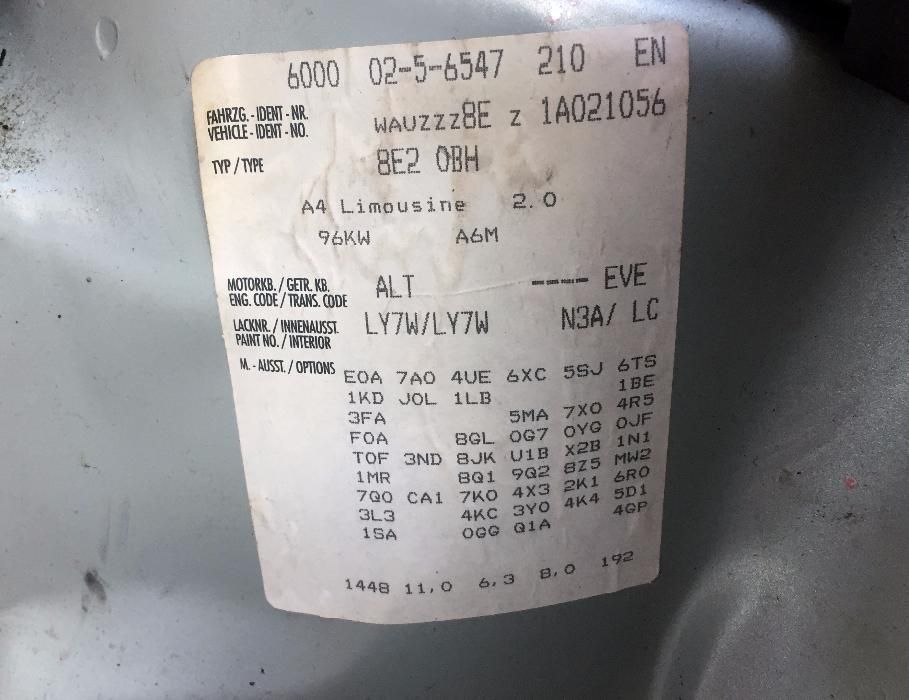 6000 02-5-6547 210 EN
FAHRZG. - IDENT - NR.
VEHICLE - IDENT - NO. WAUZZZ8E Z 1A021056
TYP / TYPE 8E2 0BH
A4 Limousine 2.0
96KW A6M
MOTORKB. / GETR. KB.
ENG. CODE / TRANS. CODE ALT ---- EVE
LACKNR. / INNENAUSST.
PAINT NO. / INTERIOR LY7W/LY7W N3A/ LC
M. - AUSST. / OPTIONS
E0A 7A0 4UE 6XC 5SJ 6TS
1KD J0L 1LB 1BE
3FA 5MA 7X0 4R5
F0A 8GL 0G7 0YG 0JF
T0F 3ND 8JK U1B X2B 1N1
1MR 8Q1 9Q2 8Z5 MW2
7Q0 CA1 7K0 4X3 2K1 6R0
3L3 4KC 3Y0 4K4 5D1
1SA 0GG Q1A 4GP
1448 11,0 6,3 8,0 192